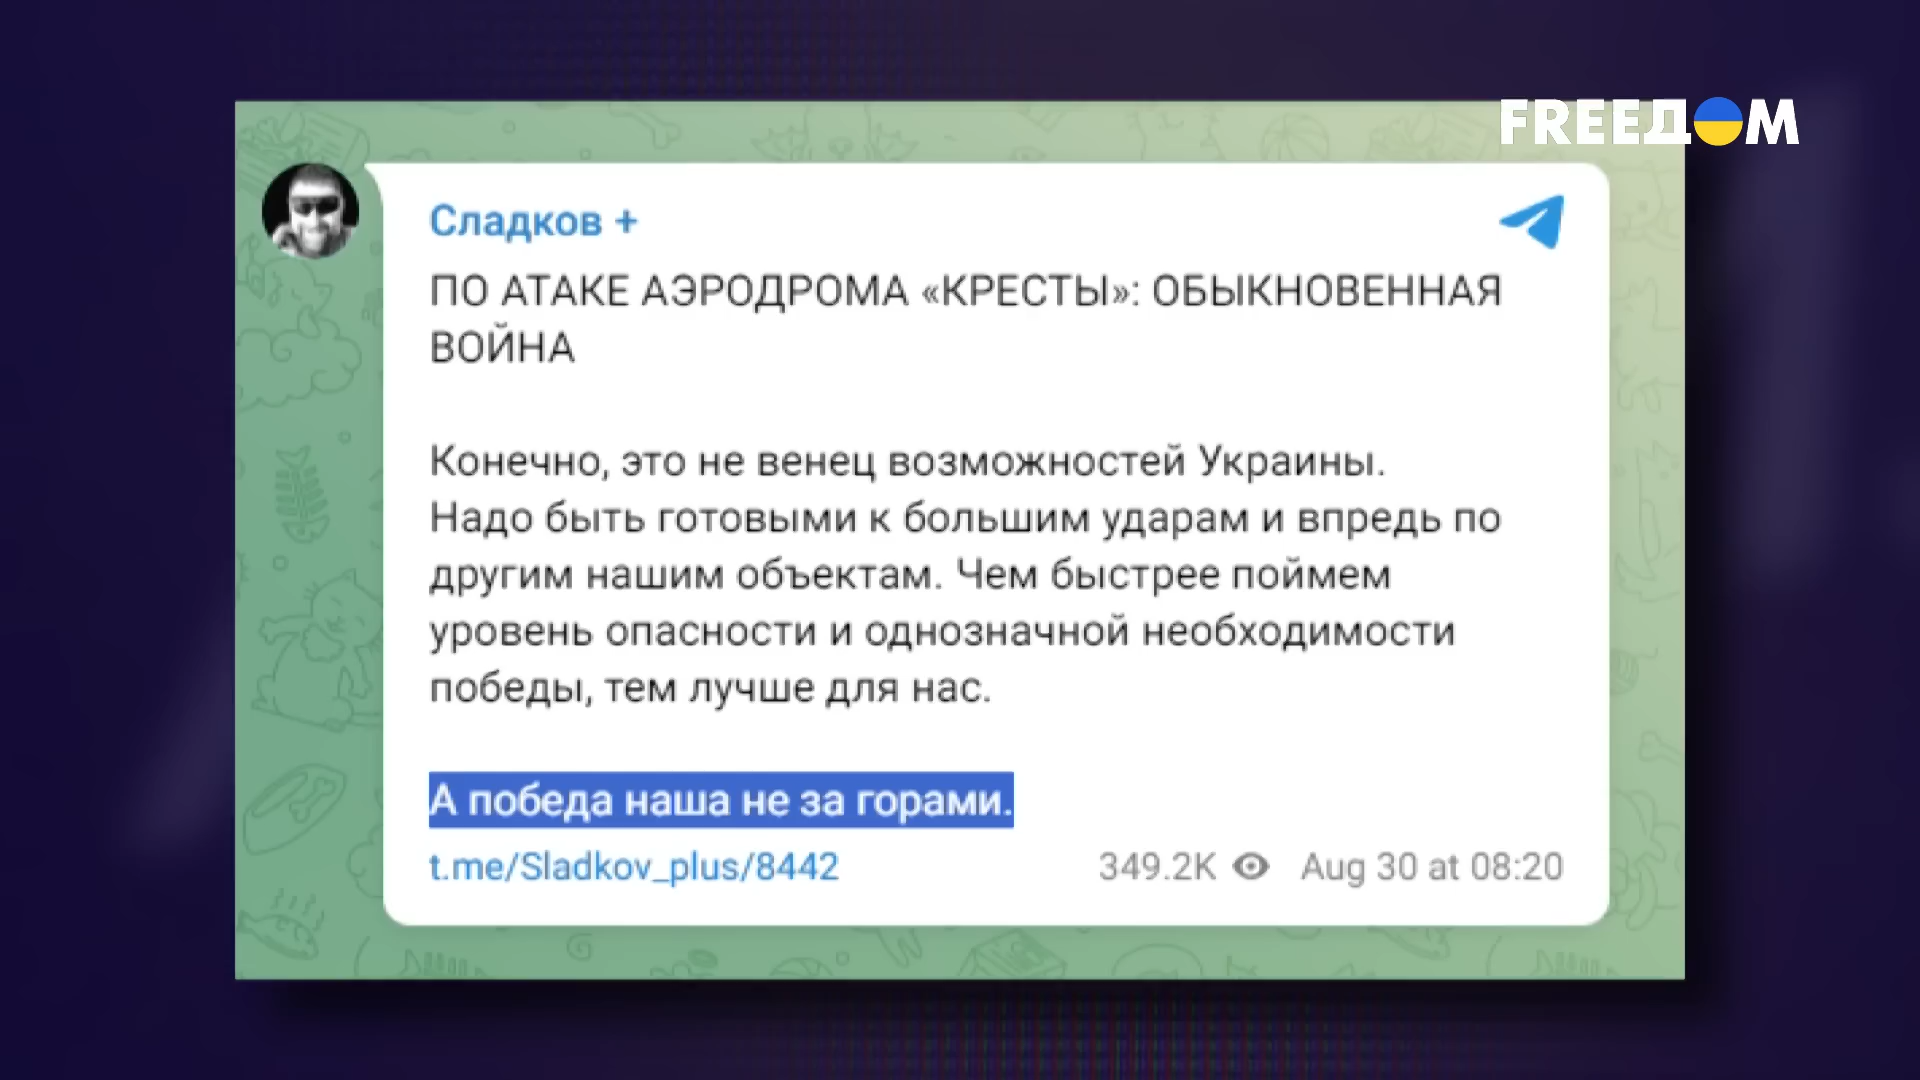 FREEДOM
Сладков +
ПО АТАКЕ АЭРОДРОМА «КРЕСТЫ»: ОБЫКНОВЕННАЯ
ВОЙНА
Конечно, это не венец возможностей Украины.
Надо быть готовыми к большим ударам и впредь по
другим нашим объектам. Чем быстрее поймем
уровень опасности и однозначной необходимости
победы, тем лучше для нас.
А победа наша не за горами.
t.me/Sladkov_plus/8442 349.2K Aug 30 at 08:20